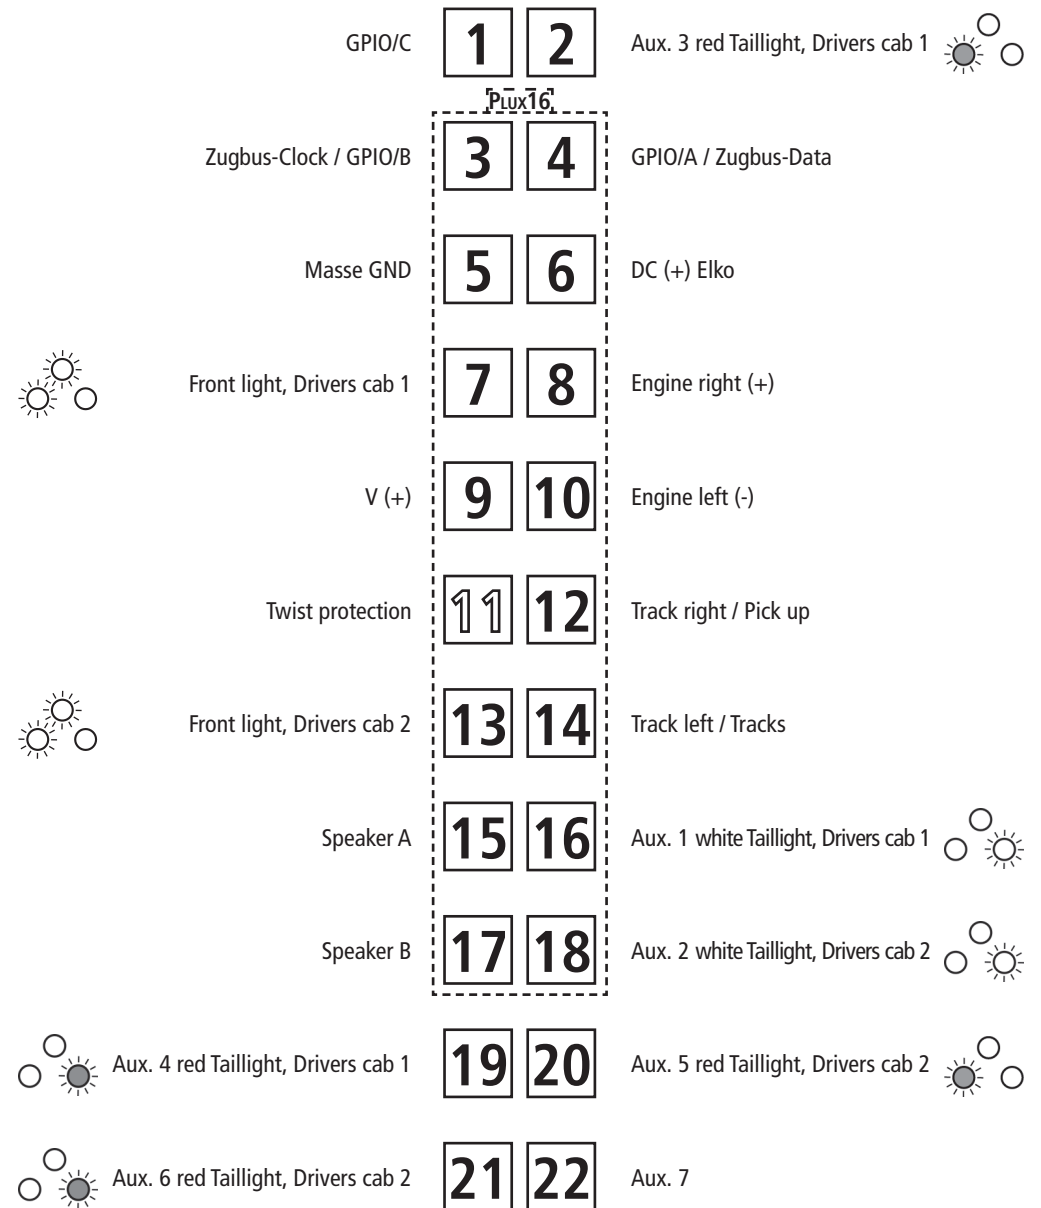 GPIO/C 1 2 Aux. 3 red Taillight, Drivers cab 1
PLUX16
Zugbus-Clock / GPIO/B 3 4 GPIO/A / Zugbus-Data
Masse GND 5 6 DC (+) Elko
Front light, Drivers cab 1 7 8 Engine right (+)
V (+) 9 10 Engine left (-)
Twist protection 11 12 Track right / Pick up
Front light, Drivers cab 2 13 14 Track left / Tracks
Speaker A 15 16 Aux. 1 white Taillight, Drivers cab 1
Speaker B 17 18 Aux. 2 white Taillight, Drivers cab 2
Aux. 4 red Taillight, Drivers cab 1 19 20 Aux. 5 red Taillight, Drivers cab 2
Aux. 6 red Taillight, Drivers cab 2 21 22 Aux. 7